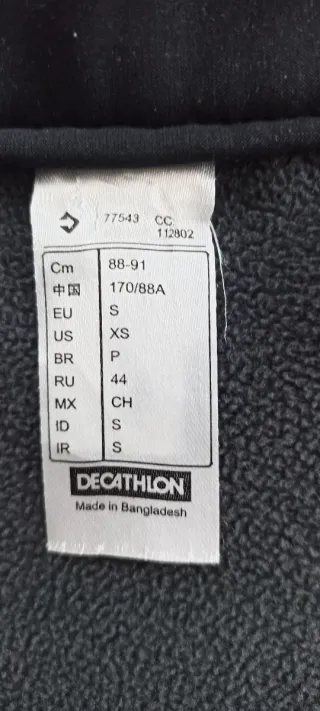 77543 CC.
112802
Cm 88-91
中国 170/88A
EU S
US XS
BR P
RU 44
MX CH
ID S
IR S
DECATHLON
Made in Bangladesh